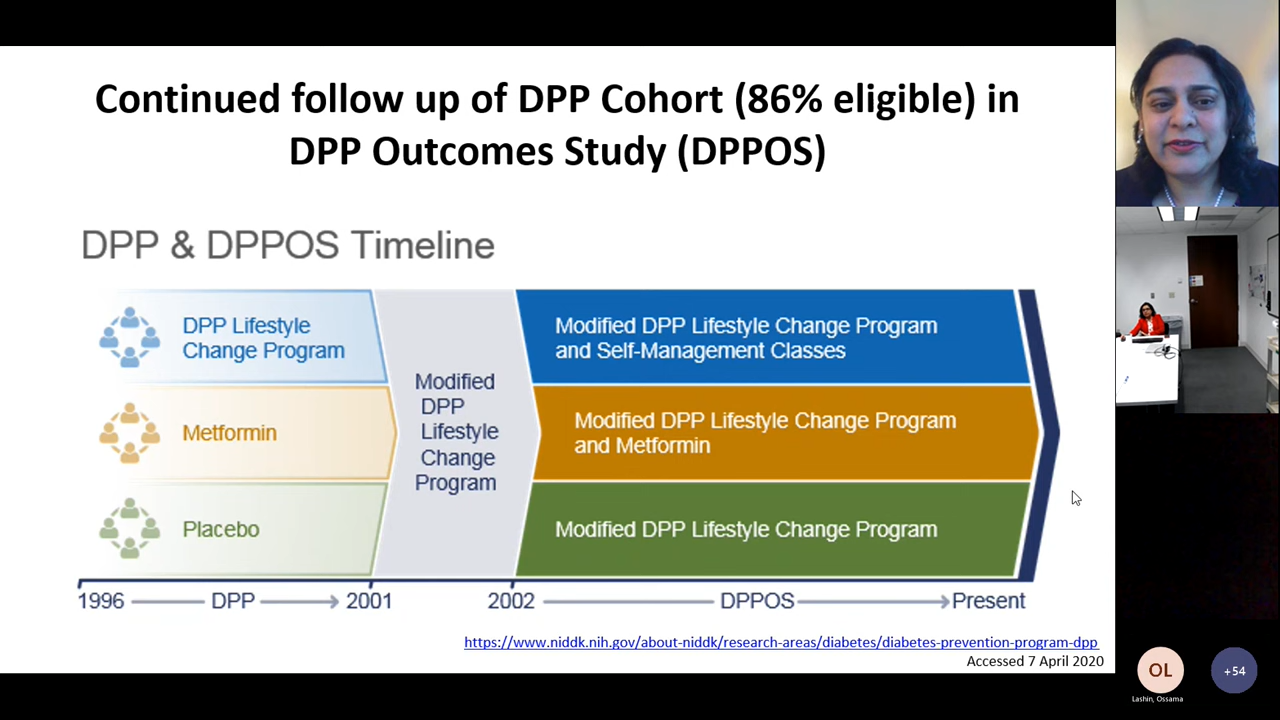 Continued follow up of DPP Cohort (86% eligible) in
DPP Outcomes Study (DPPOS)
DPP & DPPOS Timeline
DPP Lifestyle
Change Program
Metformin
Placebo
Modified
DPP
Lifestyle
Change
Program
Modified DPP Lifestyle Change Program
and Self-Management Classes
Modified DPP Lifestyle Change Program
and Metformin
Modified DPP Lifestyle Change Program
1996 DPP 2001 2002 DPPOS Present
https://www.niddk.nih.gov/about-niddk/research-areas/diabetes/diabetes-prevention-program-dpp
Accessed 7 April 2020
OL
+54
Lashin, Ossama